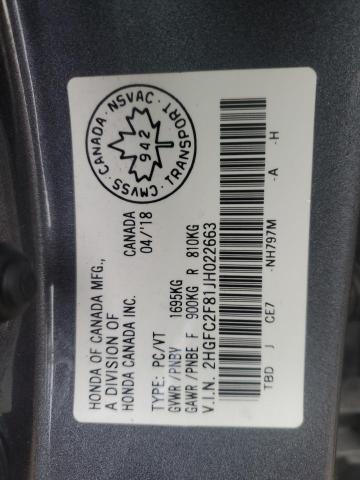 HONDA OF CANADA MFG.,
A DIVISION OF
HONDA CANADA INC. CANADA
04/'18
TYPE: PC/VT
GVWR/PNBV 1695KG
GAWR/PNBE F 900KG R 810KG
V.I.N. 2HGFC2F81JH022663
TBD J CE7 NH797M -A -H
CMVSS·CANADA·NSVAC·TRANSPORT·
942